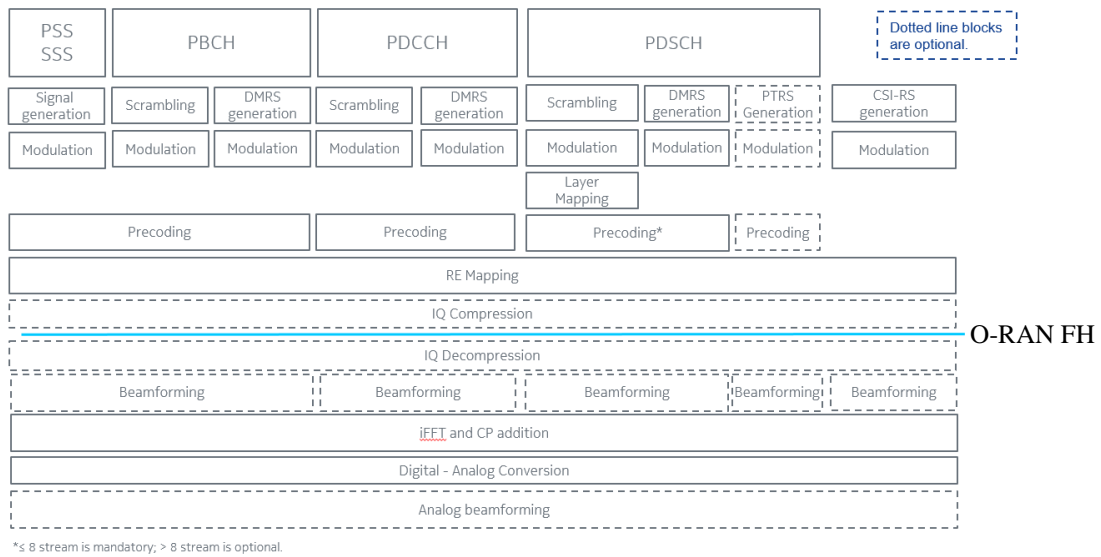 PSS
SSS
PBCH
PDCCH
PDSCH
Dotted line blocks
are optional.
Signal
generation
Scrambling
DMRS
generation
Scrambling
DMRS
generation
Scrambling
DMRS
generation
PTRS
Generation
CSI-RS
generation
Modulation
Modulation
Modulation
Modulation
Modulation
Modulation
Modulation
Modulation
Modulation
Layer
Mapping
Precoding
Precoding
Precoding*
Precoding
RE Mapping
IQ Compression
O-RAN FH
IQ Decompression
Beamforming
Beamforming
Beamforming
Beamforming
Beamforming
iFFT and CP addition
Digital - Analog Conversion
Analog beamforming
*≤ 8 stream is mandatory; > 8 stream is optional.